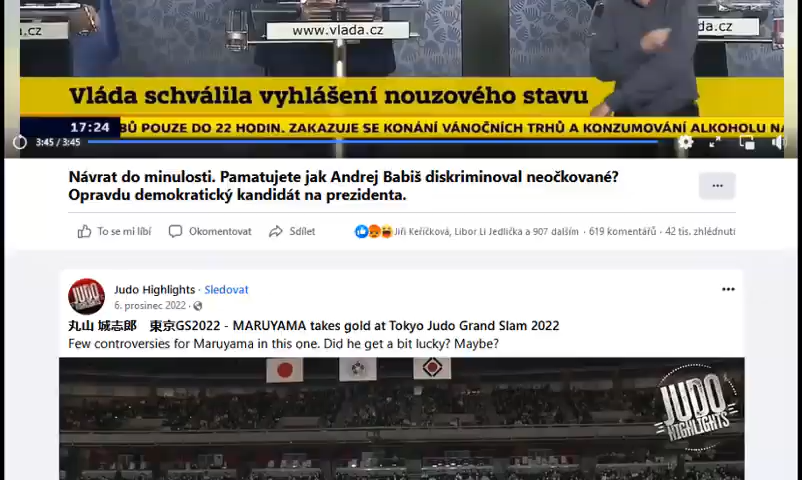 .cz
www.vlada.cz
da.cz
Vláda schválila vyhlášení nouzového stavu
17:24 BŮ POUZE DO 22 HODIN. ZAKAZUJE SE KONÁNÍ VÁNOČNÍCH TRHŮ A KONZUMOVÁNÍ ALKOHOLU NA
3:45 / 3:45
Návrat do minulosti. Pamatujete jak Andrej Babiš diskriminoval neočkované?
Opravdu demokratický kandidát na prezidenta.
To se mi líbí Okomentovat Sdílet Jiří Keříčková, Libor Li Jedlička a 907 dalším · 619 komentářů · 42 tis. zhlédnutí
Judo Highlights · Sledovat
6. prosinec 2022 ·
丸山 城志郎 東京GS2022 - MARUYAMA takes gold at Tokyo Judo Grand Slam 2022
Few controversies for Maruyama in this one. Did he get a bit lucky? Maybe?
JUDO
HIGHLIGHTS